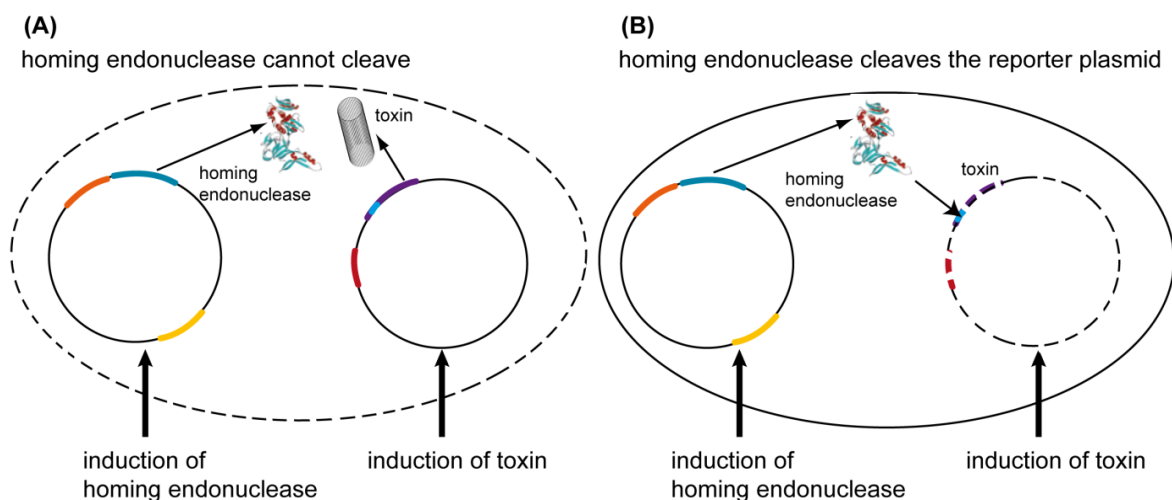 (A)
homing endonuclease cannot cleave
toxin
homing
endonuclease
induction of
homing endonuclease
induction of toxin
(B)
homing endonuclease cleaves the reporter plasmid
homing
endonuclease
toxin
induction of
homing endonuclease
induction of toxin